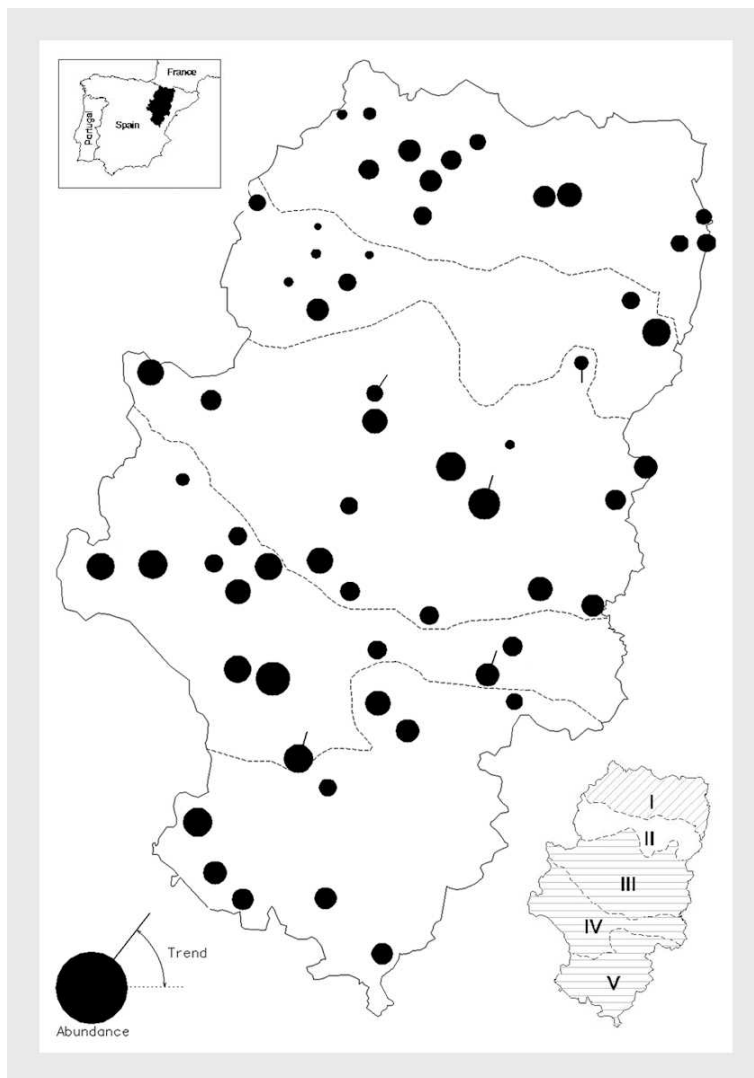 France
Portugal
Spain
I
II
III
IV
V
Trend
Abundance